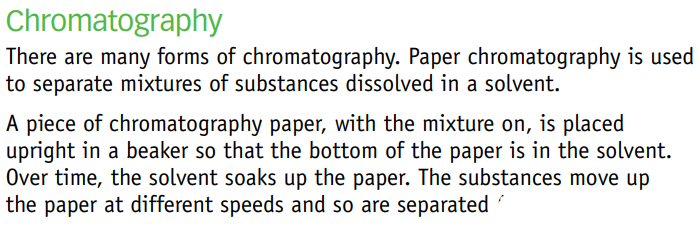 Chromatography
There are many forms of chromatography. Paper chromatography is used
to separate mixtures of substances dissolved in a solvent.
A piece of chromatography paper, with the mixture on, is placed
upright in a beaker so that the bottom of the paper is in the solvent.
Over time, the solvent soaks up the paper. The substances move up
the paper at different speeds and so are separated